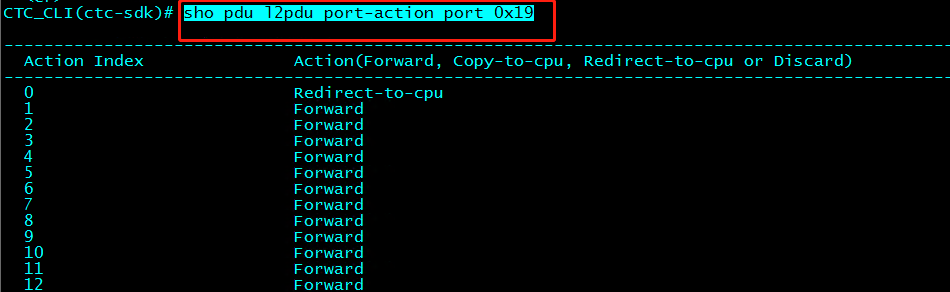 CTC_CLI(ctc-sdk)# sho pdu l2pdu port-action port 0x19
--------------------------------------------------------------------------------
Action Index Action(Forward, Copy-to-cpu, Redirect-to-cpu or Discard)
--------------------------------------------------------------------------------
0 Redirect-to-cpu
1 Forward
2 Forward
3 Forward
4 Forward
5 Forward
6 Forward
7 Forward
8 Forward
9 Forward
10 Forward
11 Forward
12 Forward